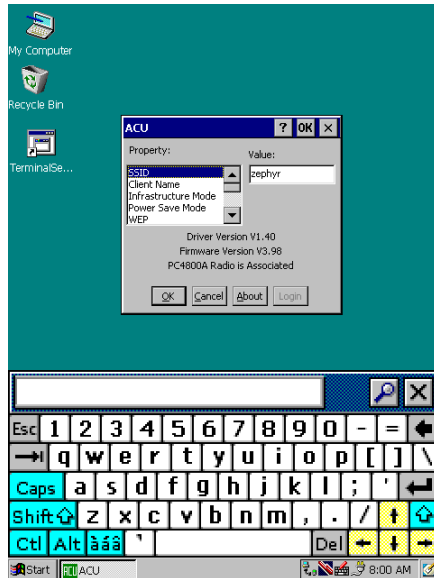 My Computer
Recycle Bin
TerminalSe...
ACU ? OK ×
Property:
Value:
SSID
zephyr
Client Name
Infrastructure Mode
Power Save Mode
WEP
Driver Version V1.40
Firmware Version V3.98
PC4800A Radio is Associated
OK Cancel About Login
Esc 1 2 3 4 5 6 7 8 9 0 - =
q w e r t y u i o p [ ] \
Caps a s d f g h j k l ; '
Shift z x c v b n m , . /
Ctl Alt àáâ ` Del
Start ACU 8:00 AM